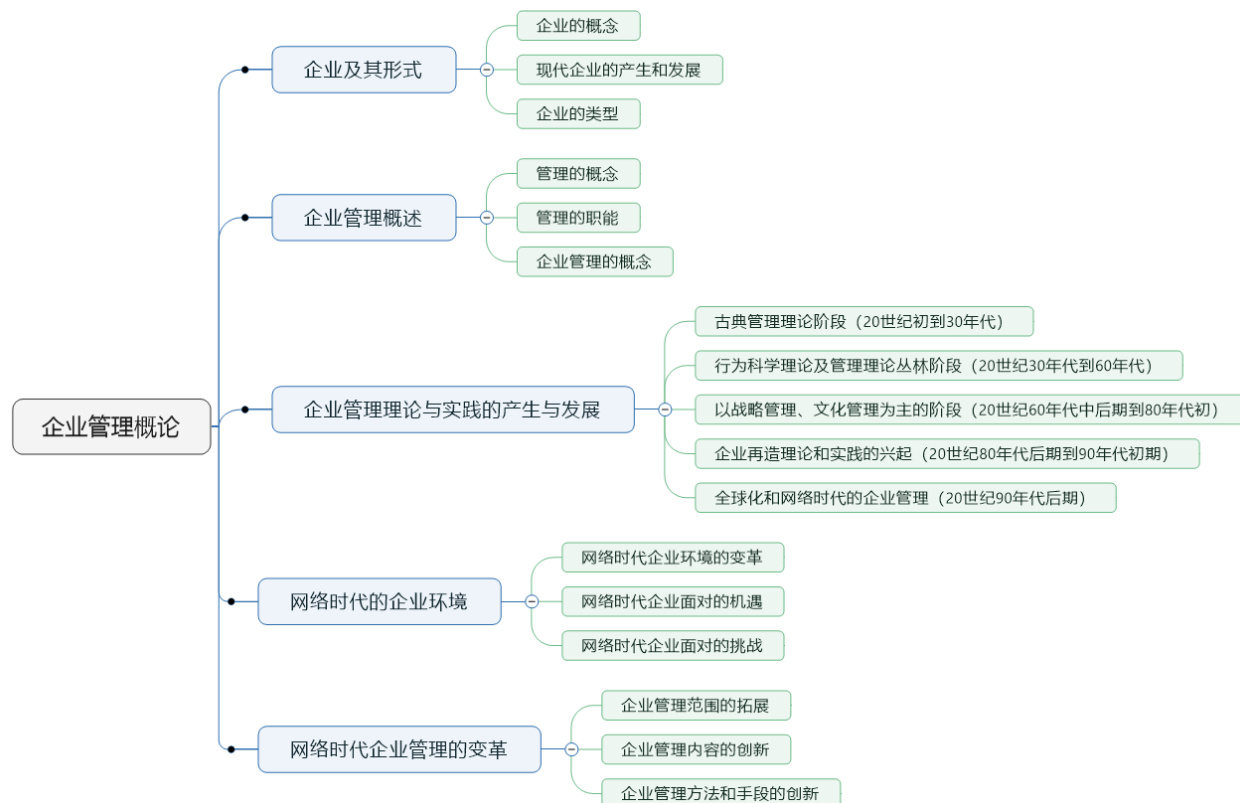 企业管理概论
企业及其形式
企业的概念
现代企业的产生和发展
企业的类型
企业管理概述
管理的概念
管理的职能
企业管理的概念
企业管理理论与实践的产生与发展
古典管理理论阶段（20世纪初到30年代）
行为科学理论及管理理论丛林阶段（20世纪30年代到60年代）
以战略管理、文化管理为主的阶段（20世纪60年代中后期到80年代初）
企业再造理论和实践的兴起（20世纪80年代后期到90年代初期）
全球化和网络时代的企业管理（20世纪90年代后期）
网络时代的企业环境
网络时代企业环境的变革
网络时代企业面对的机遇
网络时代企业面对的挑战
网络时代企业管理的变革
企业管理范围的拓展
企业管理内容的创新
企业管理方法和手段的创新